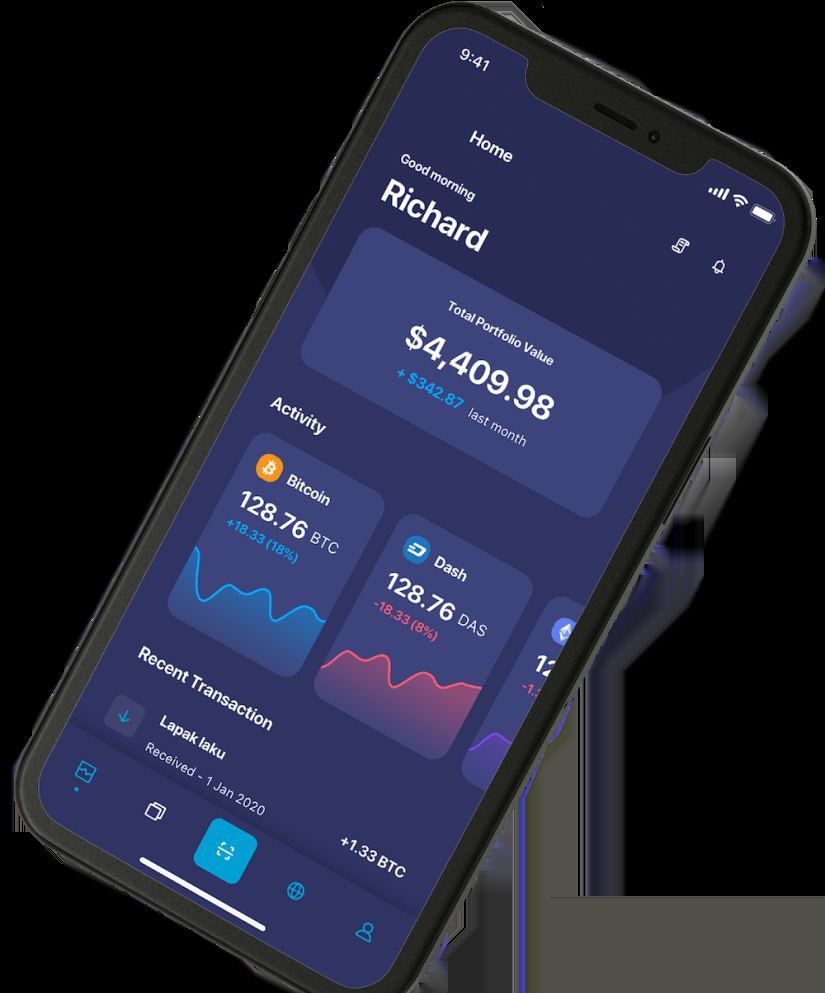 9:41
Home
Good morning
Richard
Total Portfolio Value
$4,409.98
+ $342.87 last month
Activity
Bitcoin
128.76 BTC
+18.33 (18%)
Dash
128.76 DAS
-18.33 (8%)
Recent Transaction
Lapak laku
Received - 1 Jan 2020
+1.33 BTC